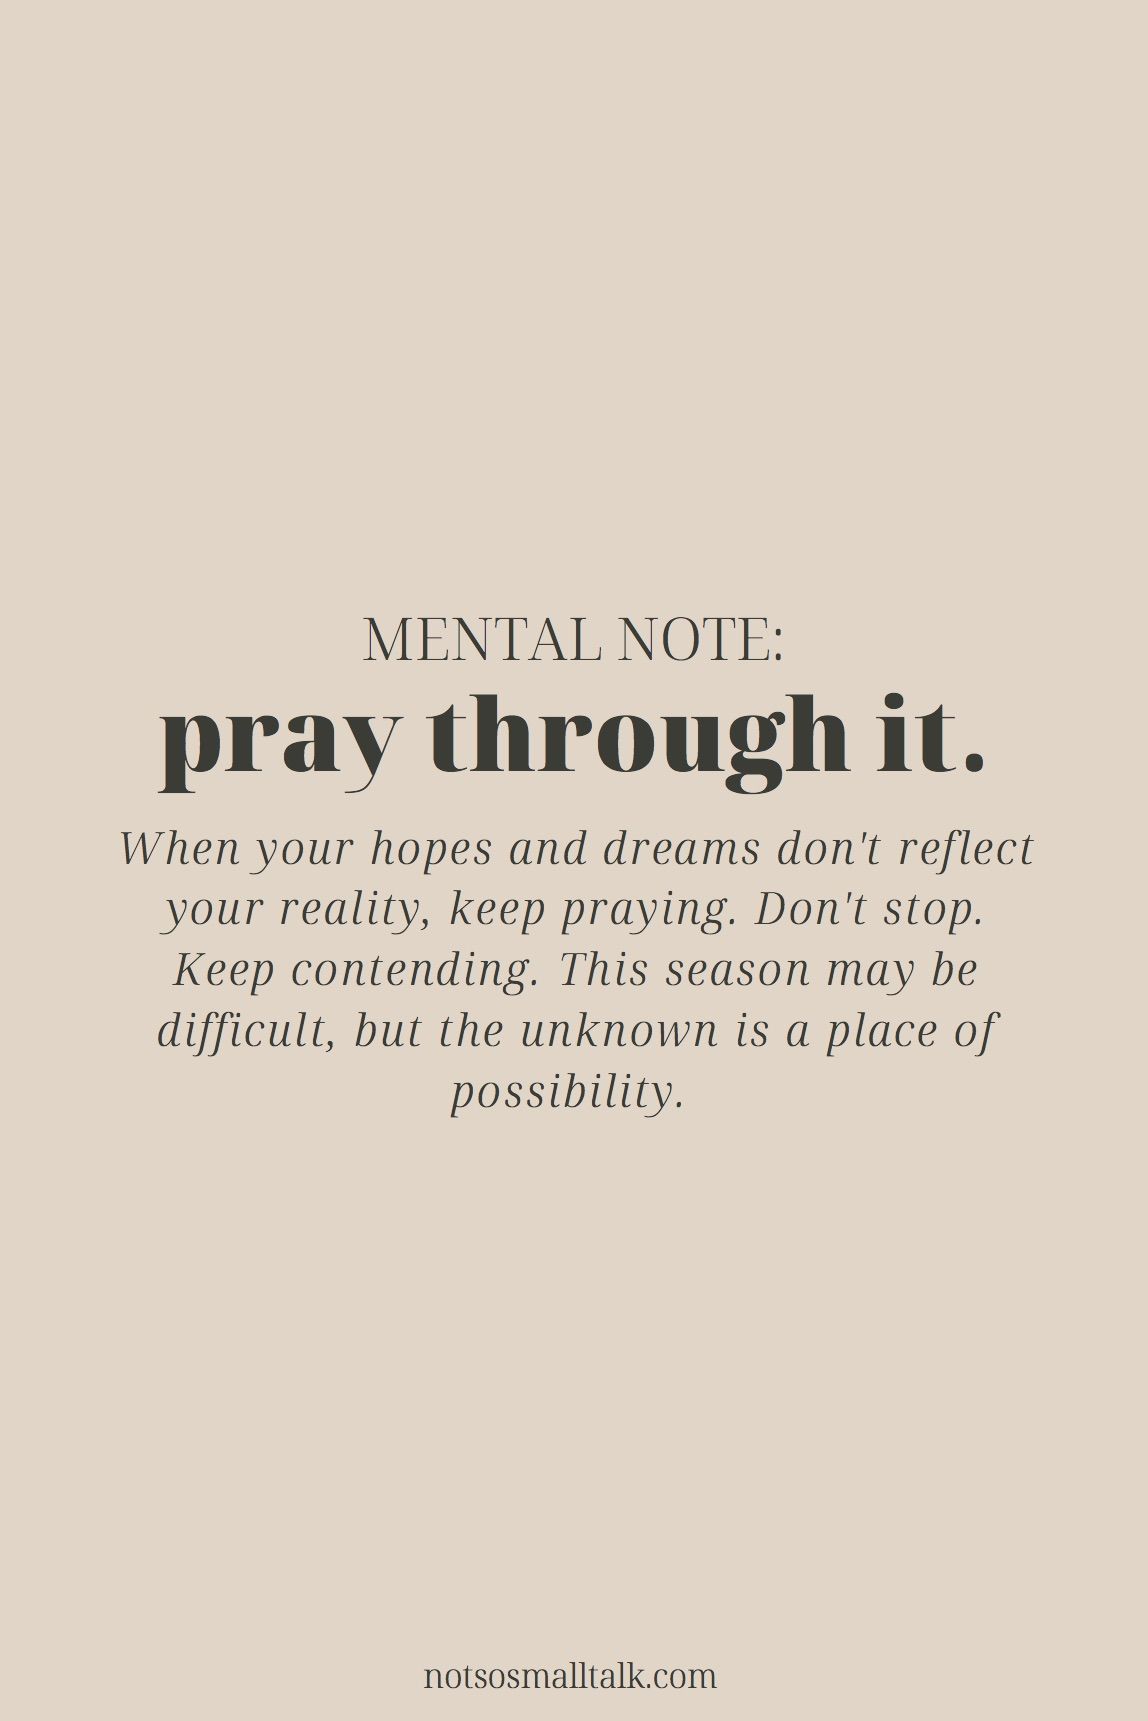 MENTAL NOTE:
pray through it.
When your hopes and dreams don't reflect
your reality, keep praying. Don't stop.
Keep contending. This season may be
difficult, but the unknown is a place of
possibility.
notsosmalltalk.com